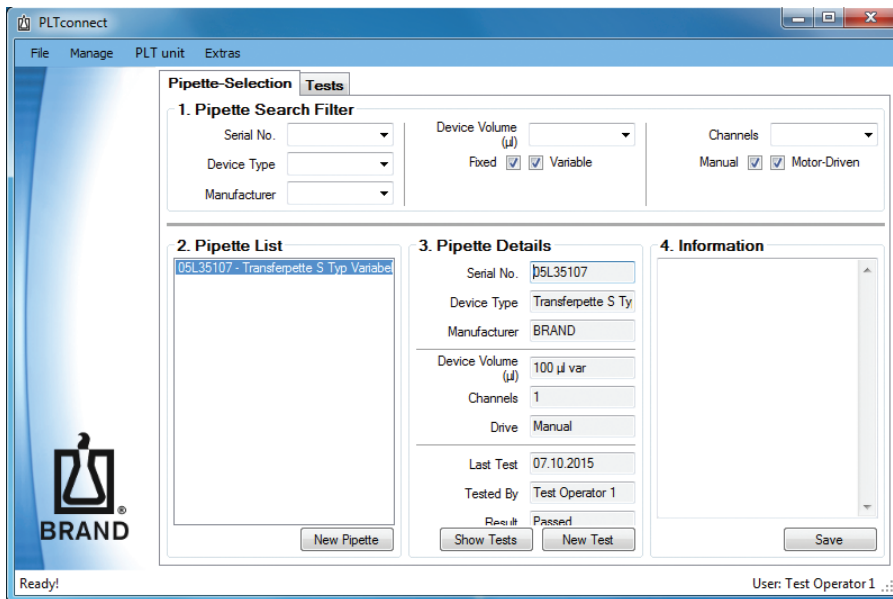 PLTconnect
File Manage PLT unit Extras
Pipette-Selection Tests
1. Pipette Search Filter
Serial No.
Device Type
Manufacturer
Device Volume
(µl)
Fixed Variable
Channels
Manual Motor-Driven
2. Pipette List
05L35107 - Transferpette S Typ Variabel
New Pipette
3. Pipette Details
Serial No. 05L35107
Device Type Transferpette S Ty
Manufacturer BRAND
Device Volume
(µl) 100 µl var
Channels 1
Drive Manual
Last Test 07.10.2015
Tested By Test Operator 1
Result Passed
Show Tests New Test
4. Information
Save
BRAND®
Ready! User: Test Operator 1